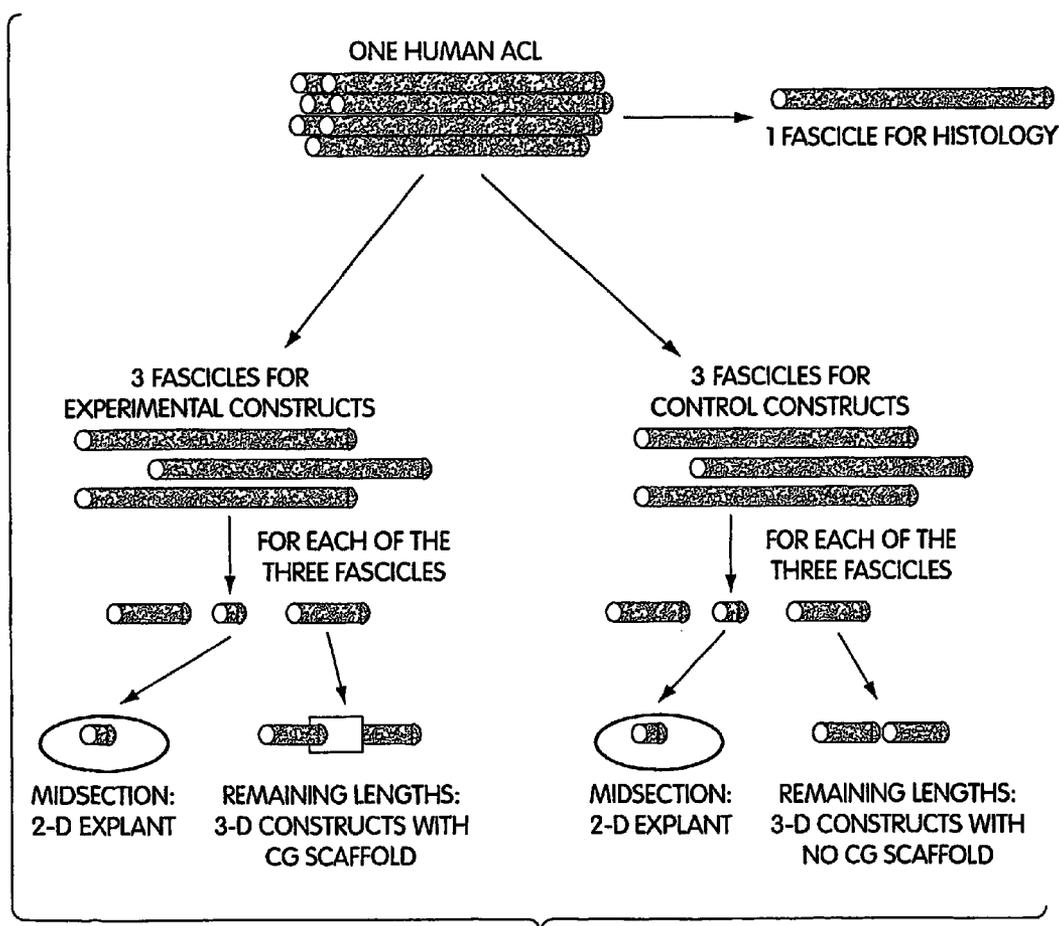 ONE HUMAN ACL
1 FASCICLE FOR HISTOLOGY
3 FASCICLES FOR
EXPERIMENTAL CONSTRUCTS
3 FASCICLES FOR
CONTROL CONSTRUCTS
FOR EACH OF THE
THREE FASCICLES
FOR EACH OF THE
THREE FASCICLES
MIDSECTION:
2-D EXPLANT
REMAINING LENGTHS:
3-D CONSTRUCTS WITH
CG SCAFFOLD
MIDSECTION:
2-D EXPLANT
REMAINING LENGTHS:
3-D CONSTRUCTS WITH
NO CG SCAFFOLD